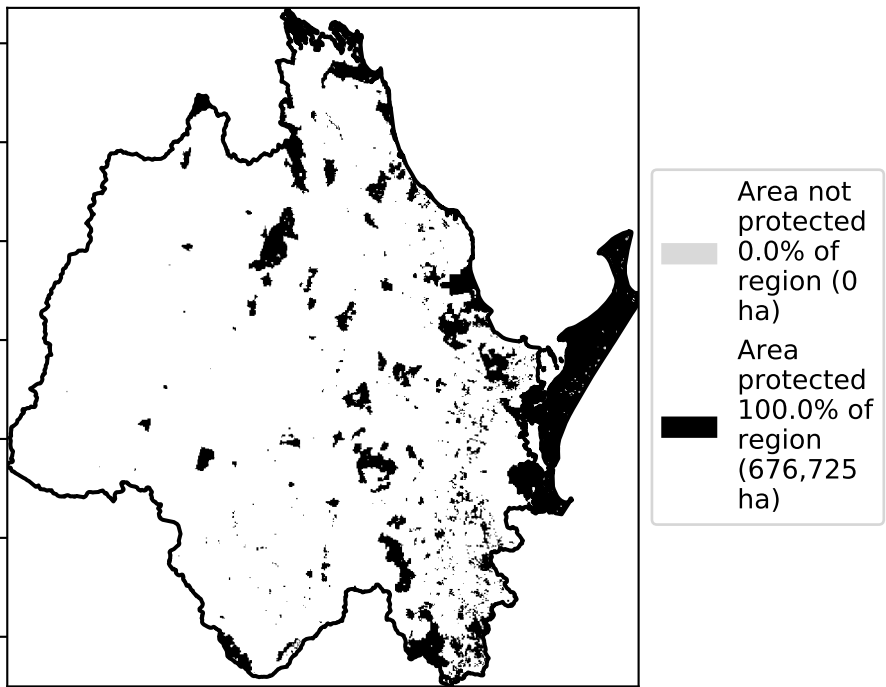 Area not
protected
0.0% of
region (0
ha)
Area
protected
100.0% of
region
(676,725
ha)